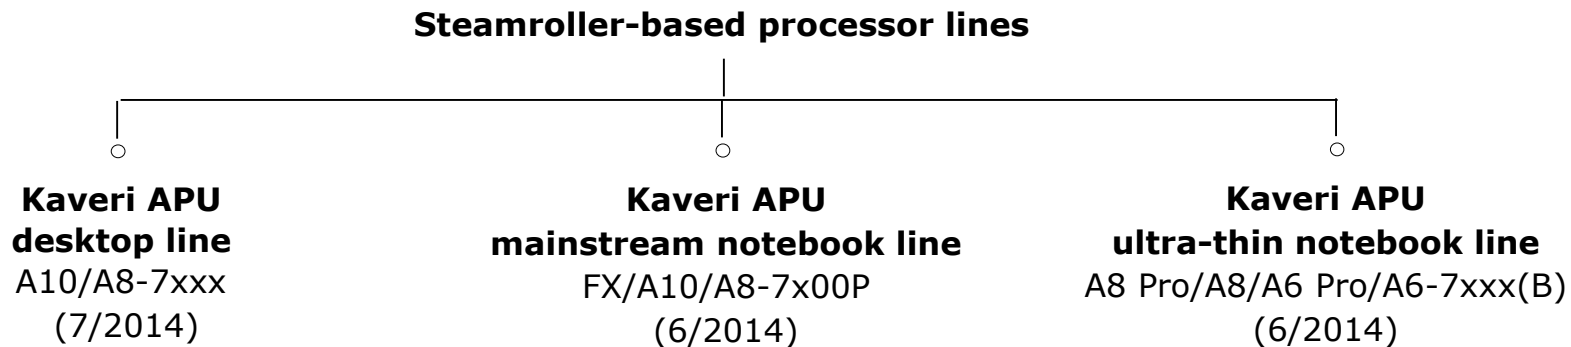 Steamroller-based processor lines
Kaveri APU
desktop line
A10/A8-7xxx
(7/2014)
Kaveri APU
mainstream notebook line
FX/A10/A8-7x00P
(6/2014)
Kaveri APU
ultra-thin notebook line
A8 Pro/A8/A6 Pro/A6-7xxx(B)
(6/2014)